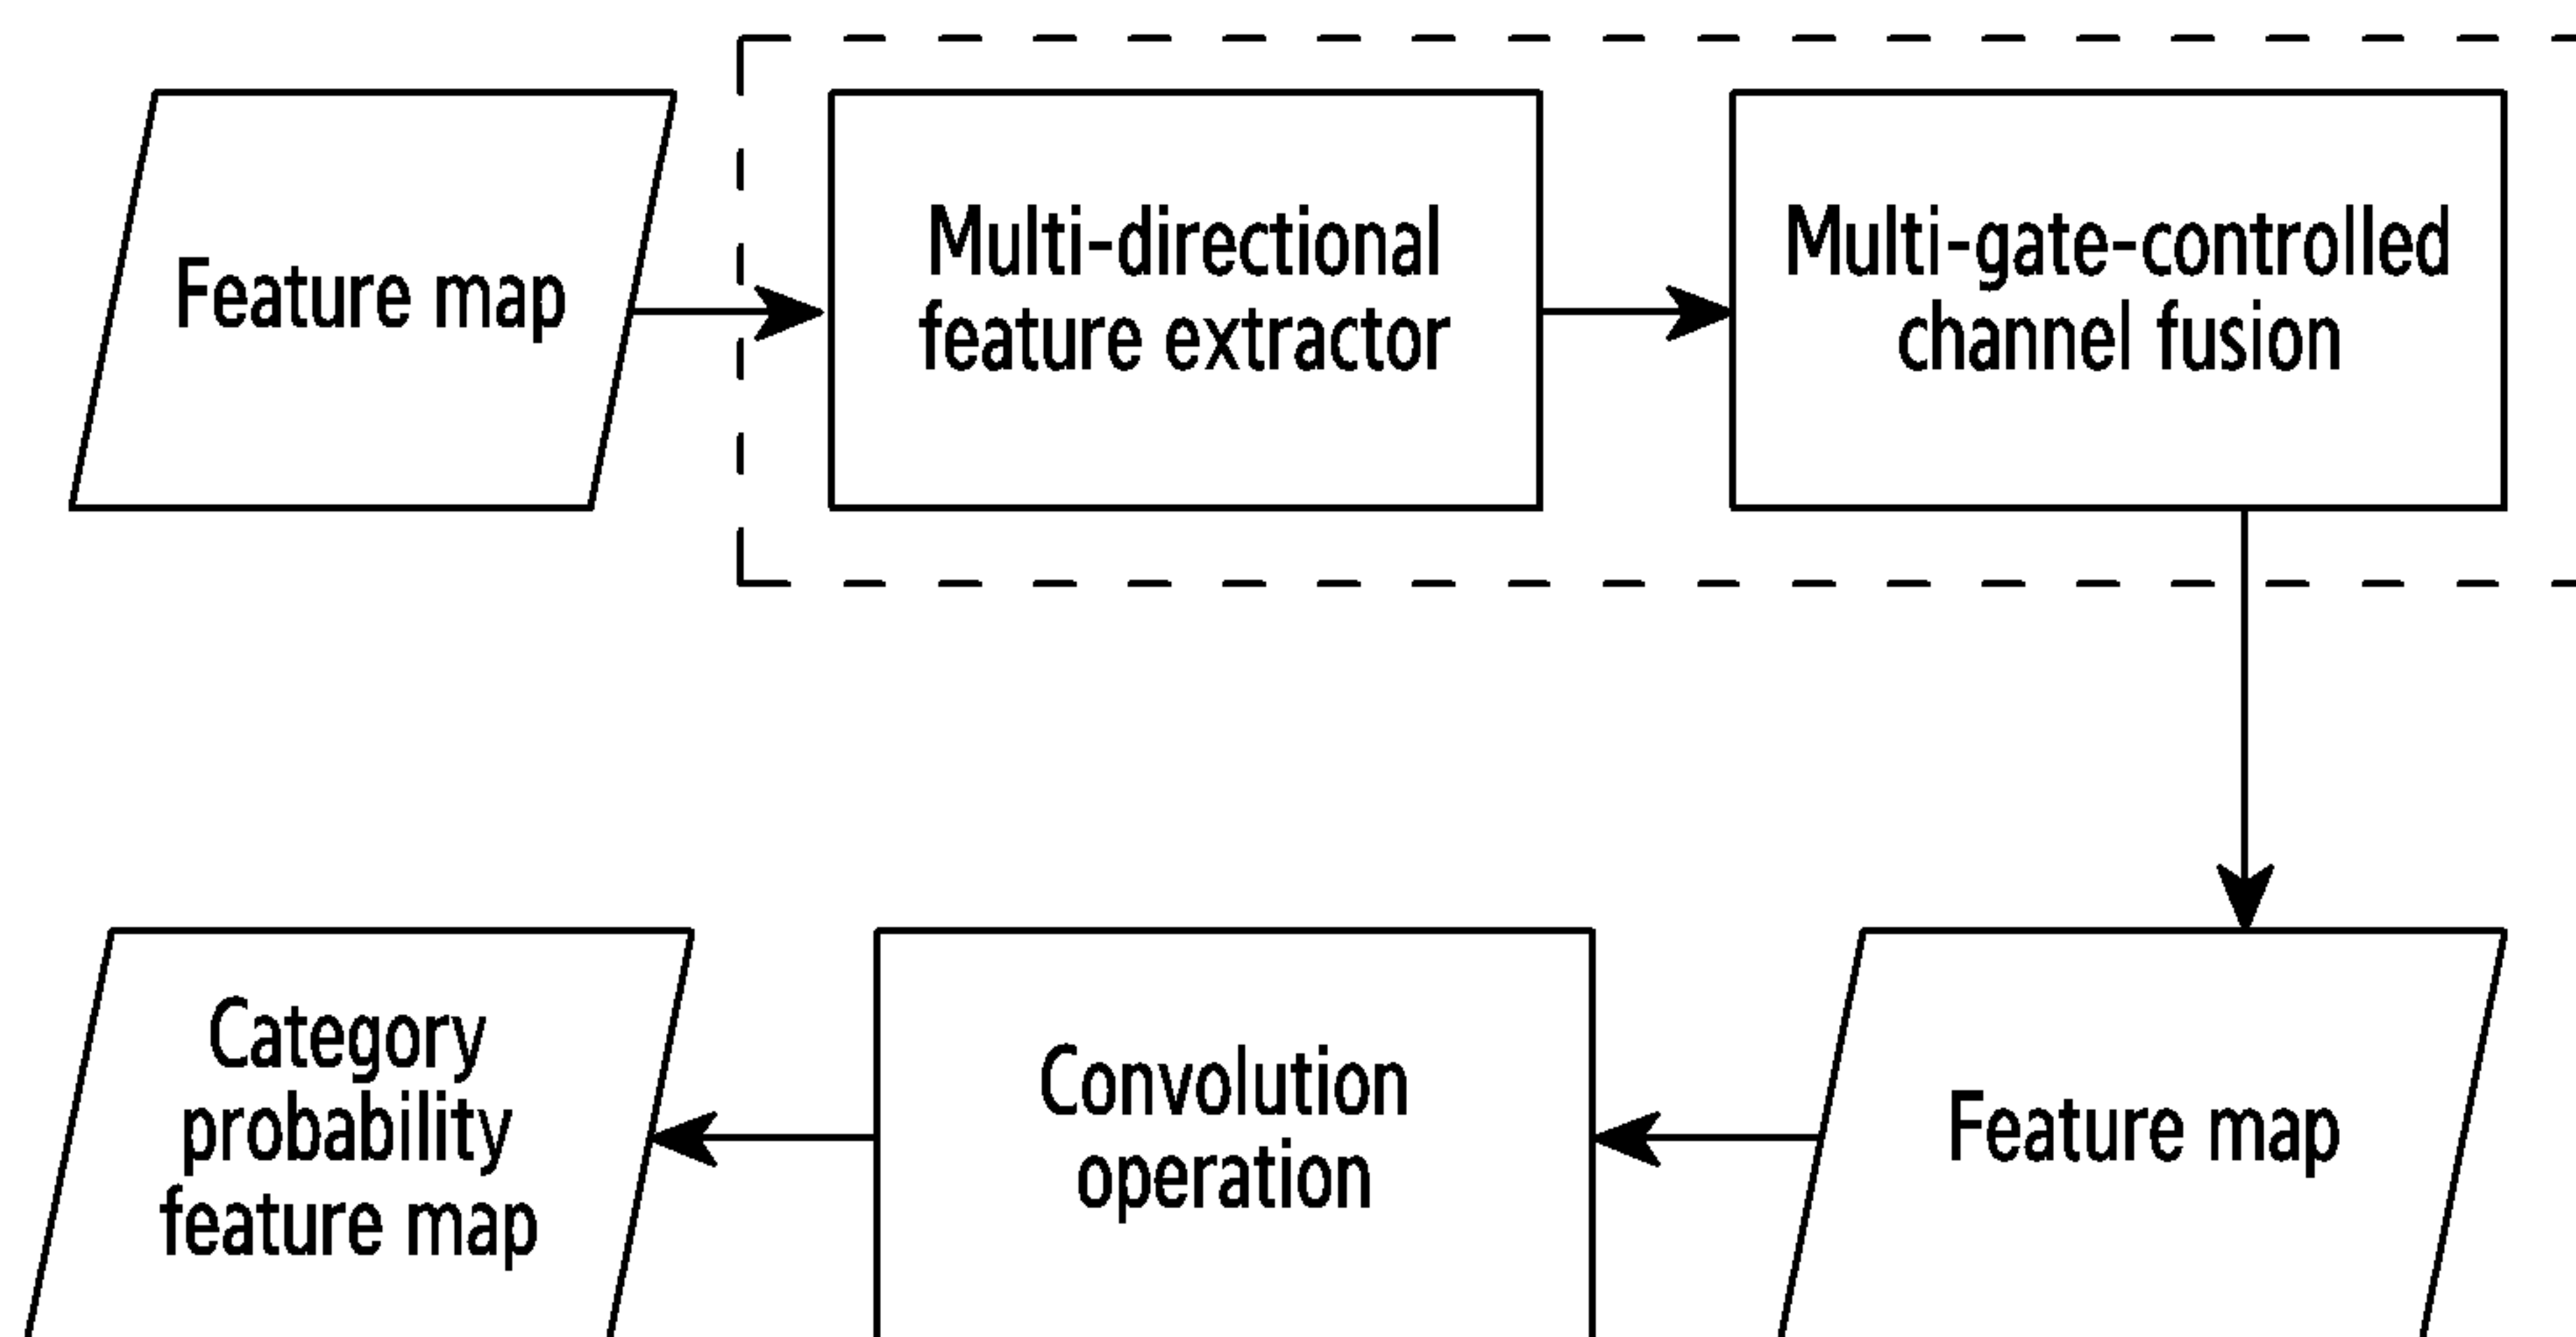 Feature map
Multi-directional
feature extractor
Multi-gate-controlled
channel fusion
Category
probability
feature map
Convolution
operation
Feature map